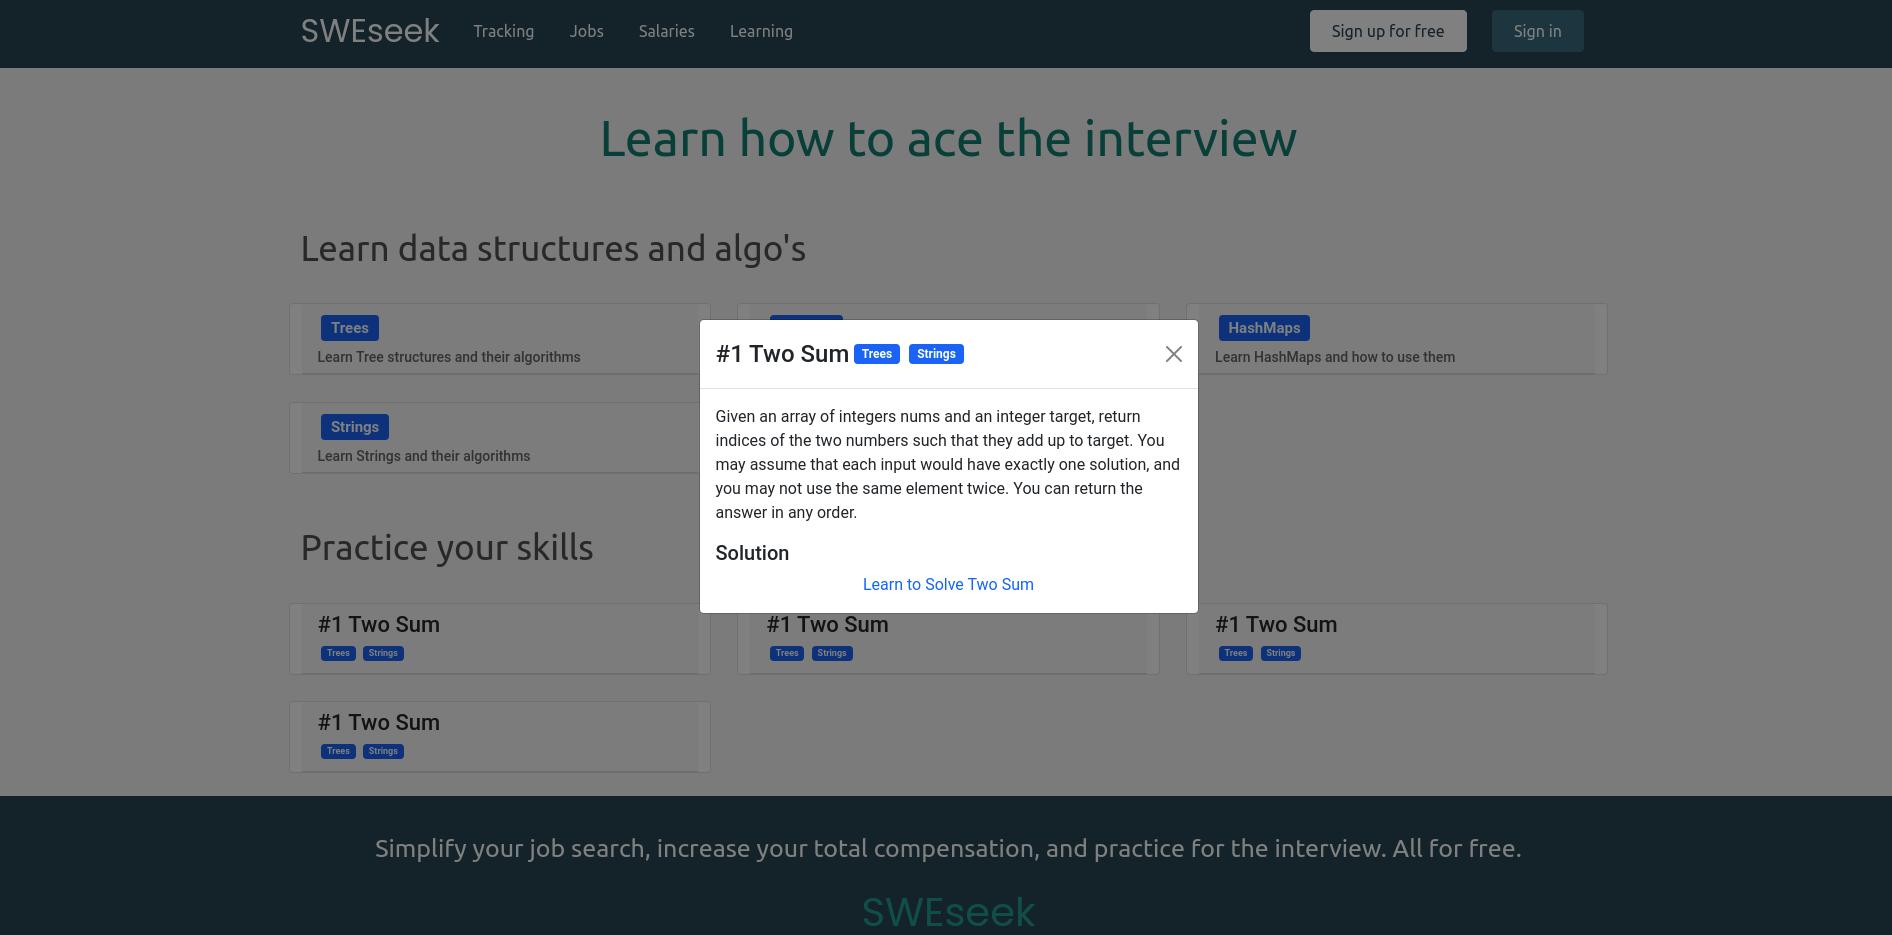 SWEseek Tracking Jobs Salaries Learning Sign up for free Sign in
Learn how to ace the interview
Learn data structures and algo's
Trees
Learn Tree structures and their algorithms
HashMaps
Learn HashMaps and how to use them
Strings
Learn Strings and their algorithms
#1 Two Sum Trees Strings
Given an array of integers nums and an integer target, return
indices of the two numbers such that they add up to target. You
may assume that each input would have exactly one solution, and
you may not use the same element twice. You can return the
answer in any order.
Solution
Learn to Solve Two Sum
Practice your skills
#1 Two Sum
Trees Strings
#1 Two Sum
Trees Strings
#1 Two Sum
Trees Strings
#1 Two Sum
Trees Strings
Simplify your job search, increase your total compensation, and practice for the interview. All for free.
SWEseek